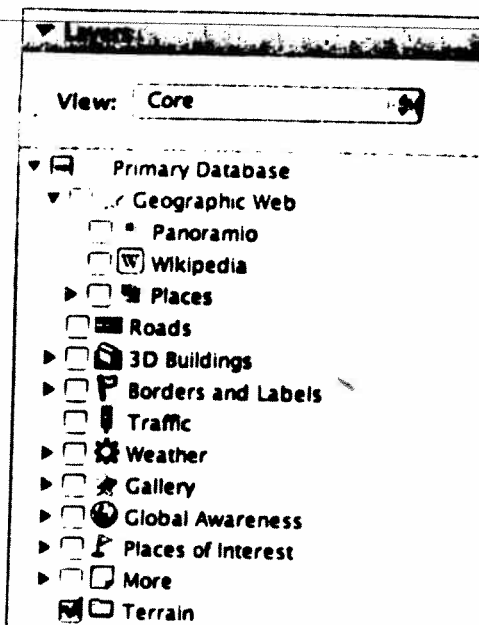 Layers
View: Core
Primary Database
Geographic Web
Panoramio
W Wikipedia
Places
Roads
3D Buildings
Borders and Labels
Traffic
Weather
Gallery
Global Awareness
Places of Interest
More
Terrain